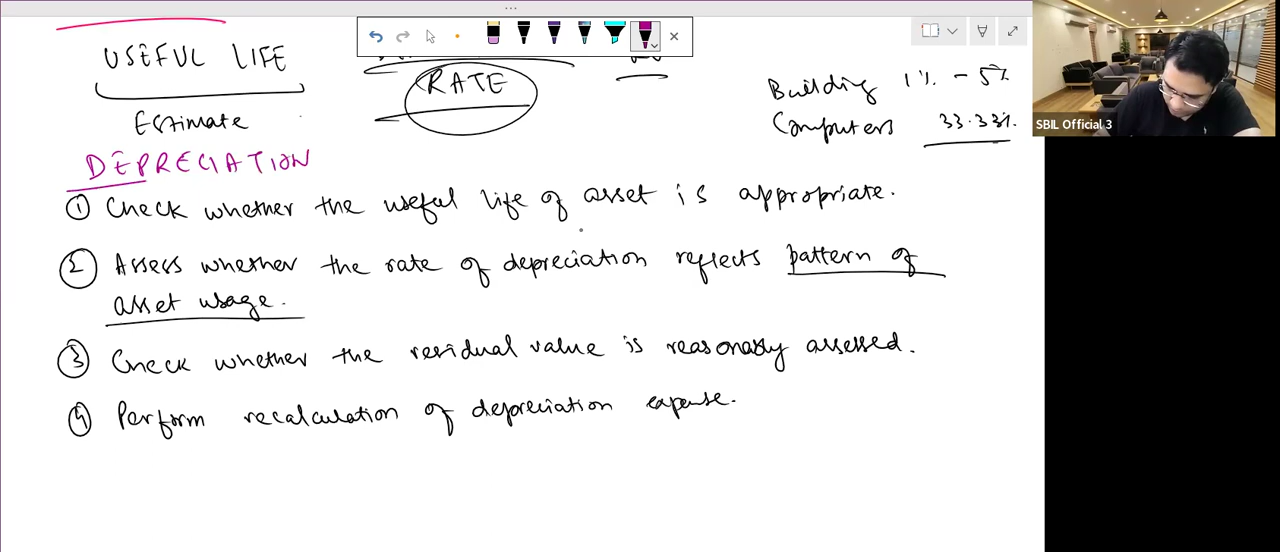 USEFUL LIFE
Estimate
RATE
Building 1% - 5%
Computers 33.33%.
SBIL Official 3
DEPRECIATION
① Check whether the useful life of asset is appropriate.
② Assess whether the rate of depreciation reflects pattern of
asset usage.
③ Check whether the residual value is reasonably assessed.
④ Perform recalculation of depreciation expense.